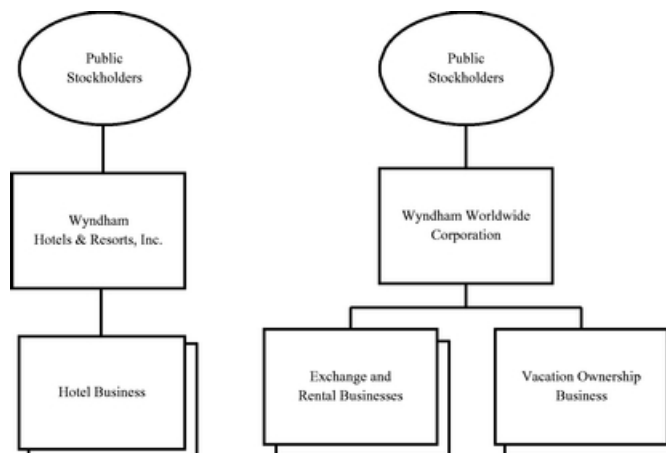 Public
Stockholders
Public
Stockholders
Wyndham
Hotels & Resorts, Inc.
Wyndham Worldwide
Corporation
Hotel Business
Exchange and
Rental Businesses
Vacation Ownership
Business